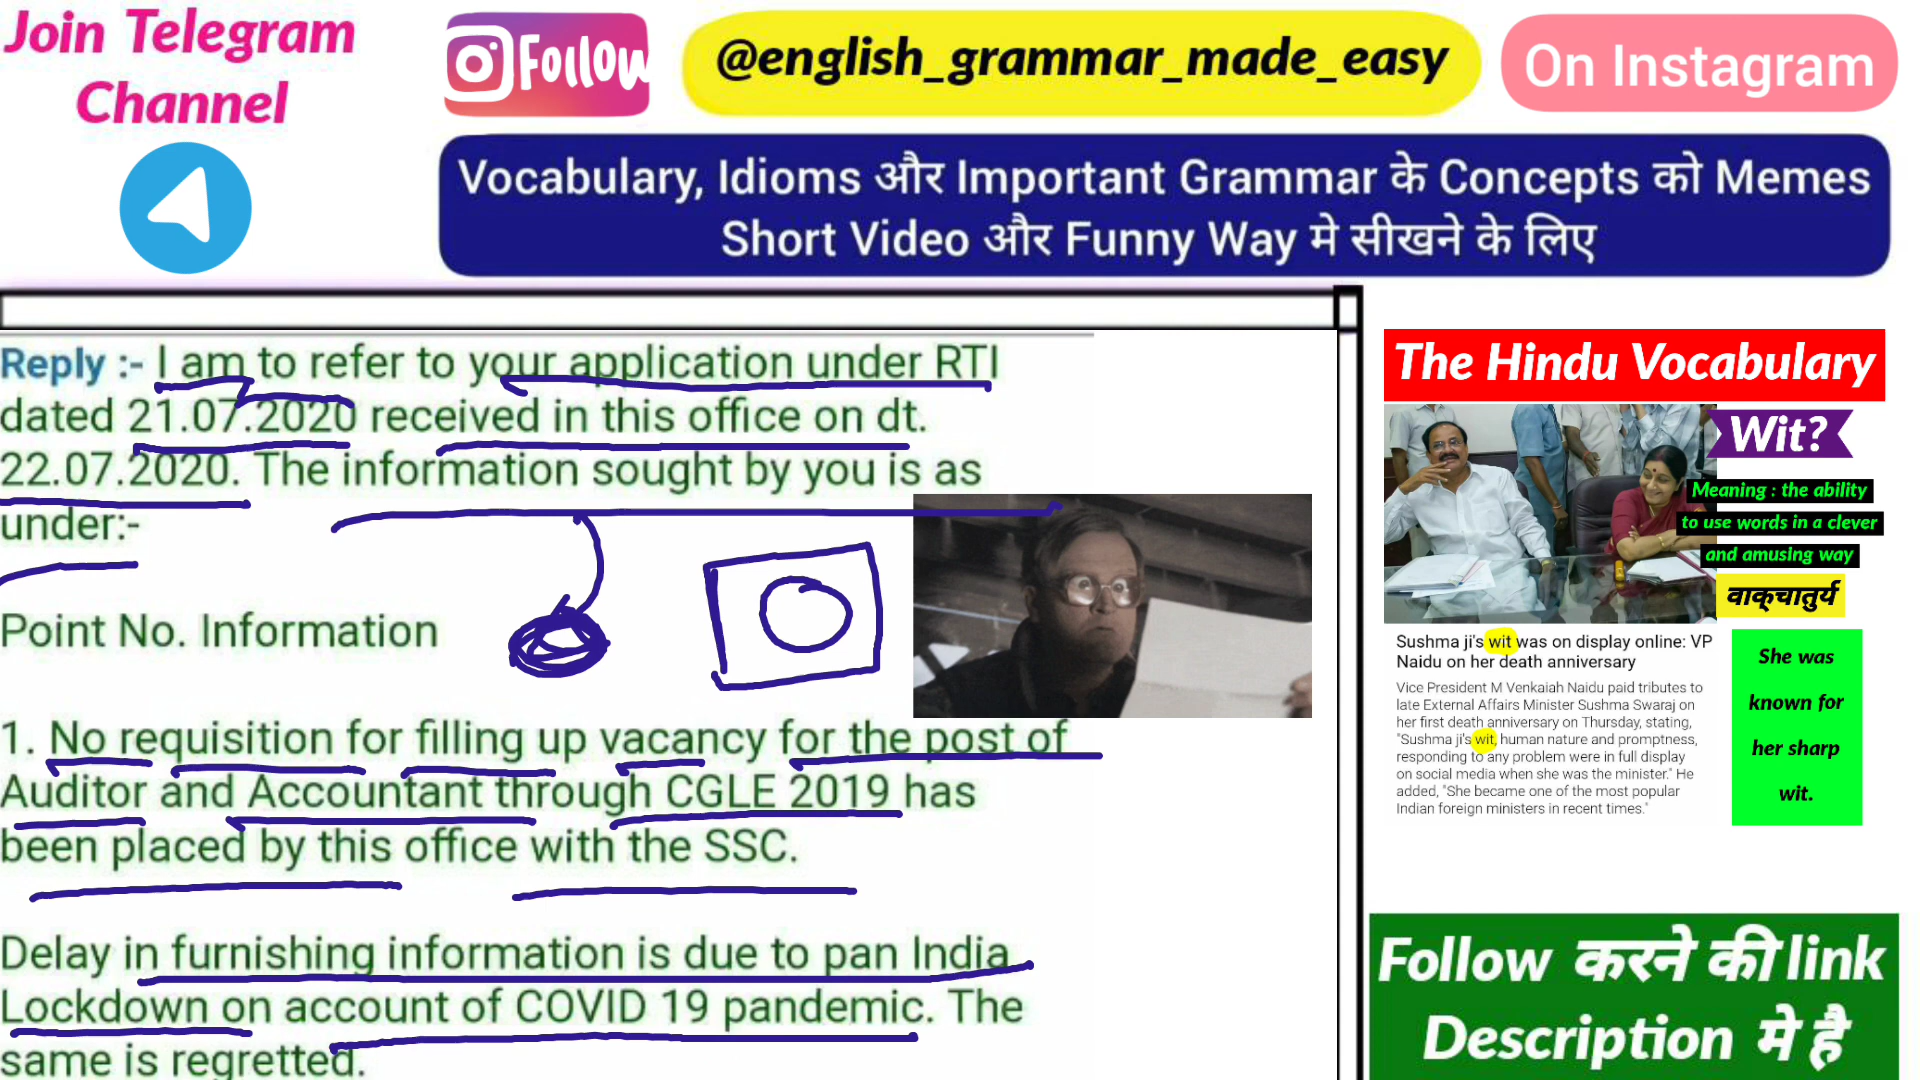 Join Telegram
Channel
Follow
@english_grammar_made_easy
On Instagram
Vocabulary, Idioms और Important Grammar के Concepts को Memes
Short Video और Funny Way मे सीखने के लिए
Reply :- I am to refer to your application under RTI
dated 21.07.2020 received in this office on dt.
22.07.2020. The information sought by you is as
under:-
Point No. Information
1. No requisition for filling up vacancy for the post of
Auditor and Accountant through CGLE 2019 has
been placed by this office with the SSC.
Delay in furnishing information is due to pan India
Lockdown on account of COVID 19 pandemic. The
same is regretted.
The Hindu Vocabulary
Wit?
Meaning : the ability
to use words in a clever
and amusing way
वाक्चातुर्य
Sushma ji's wit was on display online: VP
Naidu on her death anniversary
Vice President M Venkaiah Naidu paid tributes to
late External Affairs Minister Sushma Swaraj on
her first death anniversary on Thursday, stating,
"Sushma ji's wit, human nature and promptness,
responding to any problem were in full display
on social media when she was the minister." He
added, "She became one of the most popular
Indian foreign ministers in recent times."
She was
known for
her sharp
wit.
Follow करने की link
Description मे है